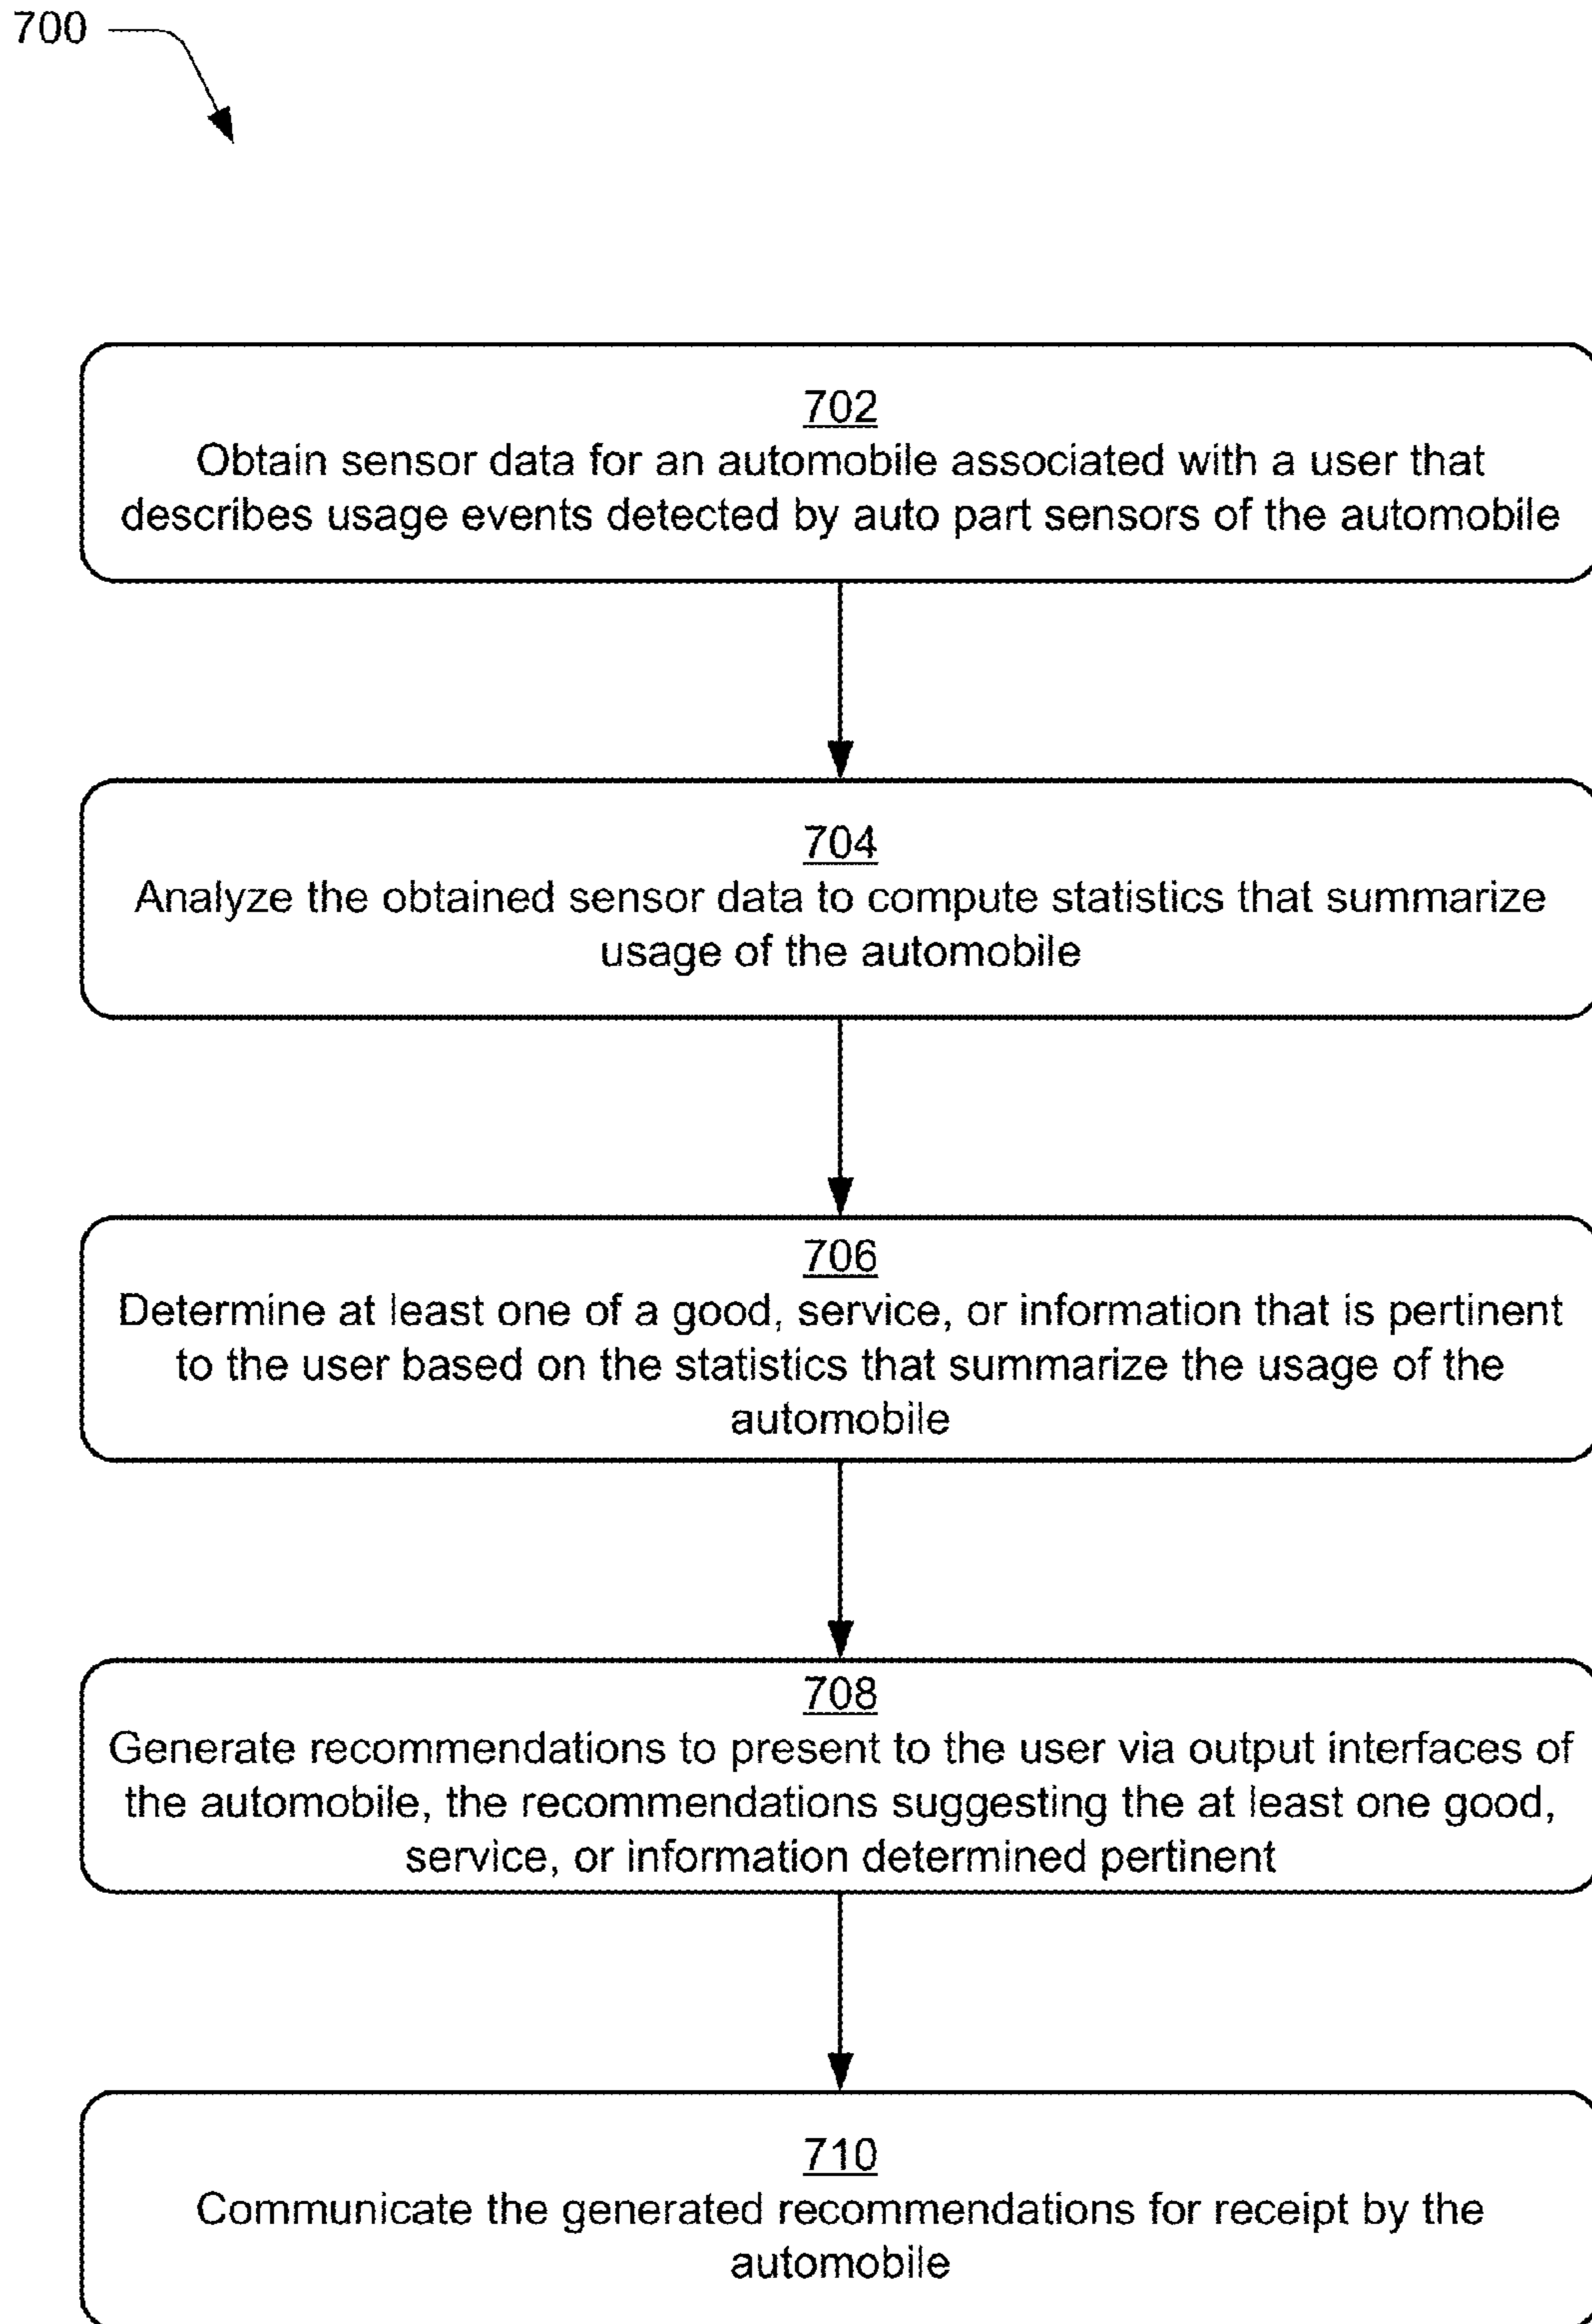 700
702
Obtain sensor data for an automobile associated with a user that
describes usage events detected by auto part sensors of the automobile
704
Analyze the obtained sensor data to compute statistics that summarize
usage of the automobile
706
Determine at least one of a good, service, or information that is pertinent
to the user based on the statistics that summarize the usage of the
automobile
708
Generate recommendations to present to the user via output interfaces of
the automobile, the recommendations suggesting the at least one good,
service, or information determined pertinent
710
Communicate the generated recommendations for receipt by the
automobile